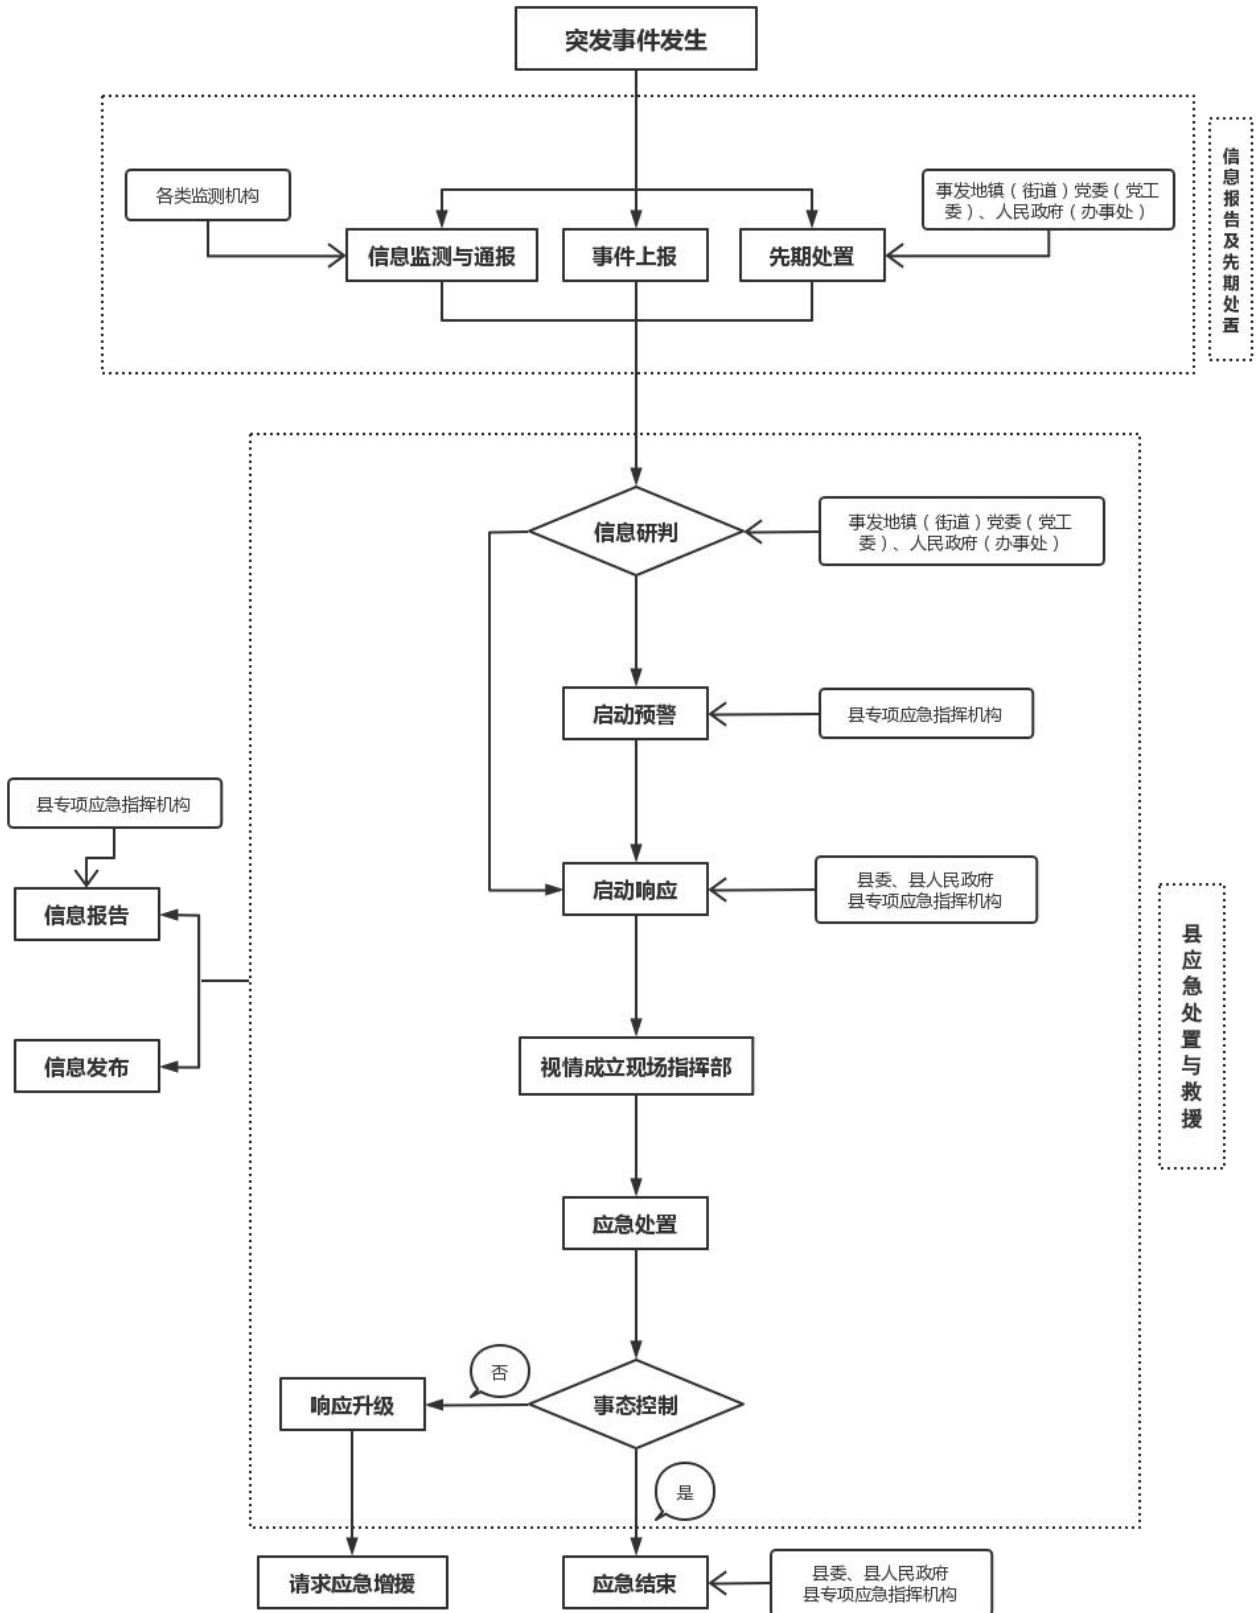 突发事件发生
各类监测机构
事发地镇（街道）党委（党工
委）、人民政府（办事处）
信息监测与通报
事件上报
先期处置
信息报告及先期处置
信息研判
事发地镇（街道）党委（党工
委）、人民政府（办事处）
启动预警
县专项应急指挥机构
县专项应急指挥机构
启动响应
县委、县人民政府
县专项应急指挥机构
信息报告
县应急处置与救援
信息发布
视情成立现场指挥部
应急处置
否
响应升级
事态控制
是
请求应急增援
应急结束
县委、县人民政府
县专项应急指挥机构